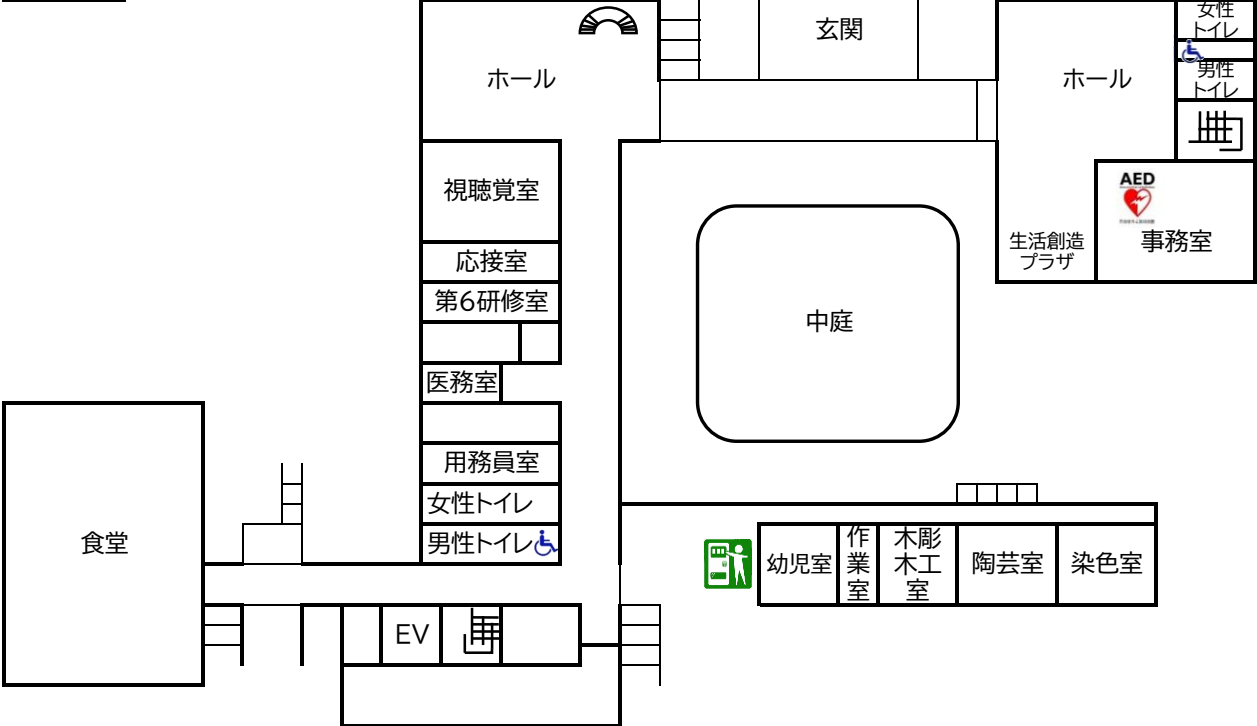 玄関
女性
トイレ
ホール
ホール
男性
トイレ
視聴覚室
AED
生活創造
プラザ
事務室
応接室
第6研修室
中庭
医務室
用務員室
女性トイレ
男性トイレ
食堂
幼児室
作
業
室
木彫
木工
室
陶芸室
染色室
EV